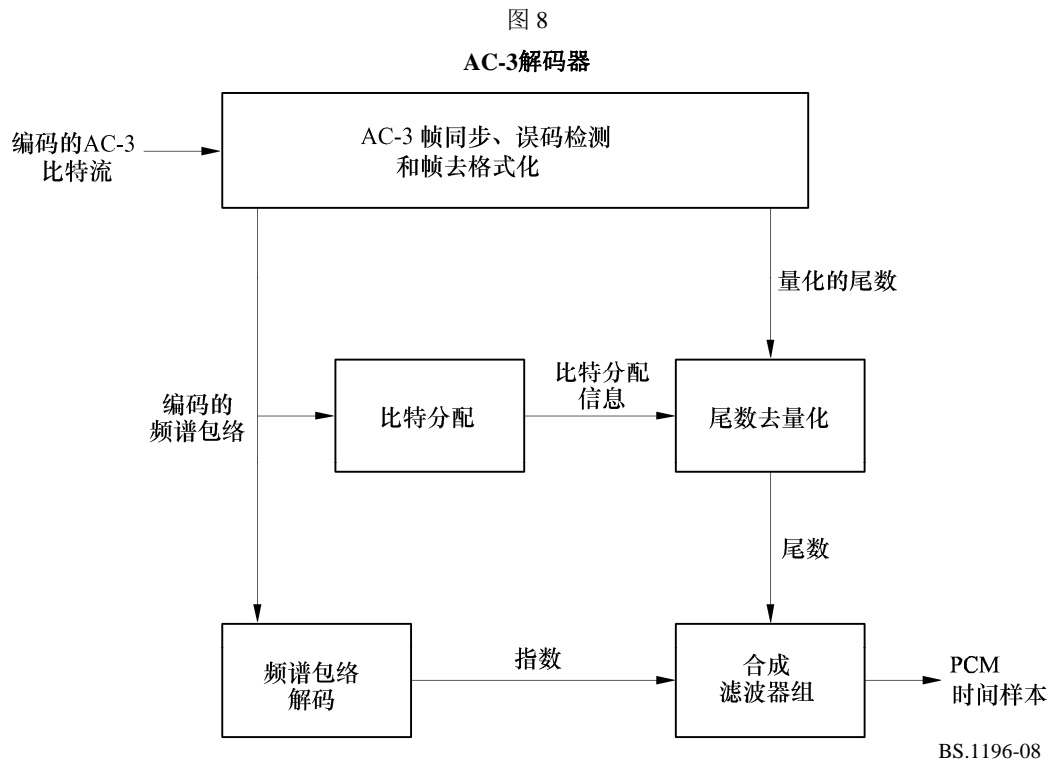 图 8
AC-3解码器
编码的AC-3
比特流
AC-3 帧同步、误码检测
和帧去格式化
量化的尾数
编码的
频谱包络
比特分配
比特分配
信息
尾数去量化
尾数
频谱包络
解码
指数
合成
滤波器组
PCM
时间样本
BS.1196-08